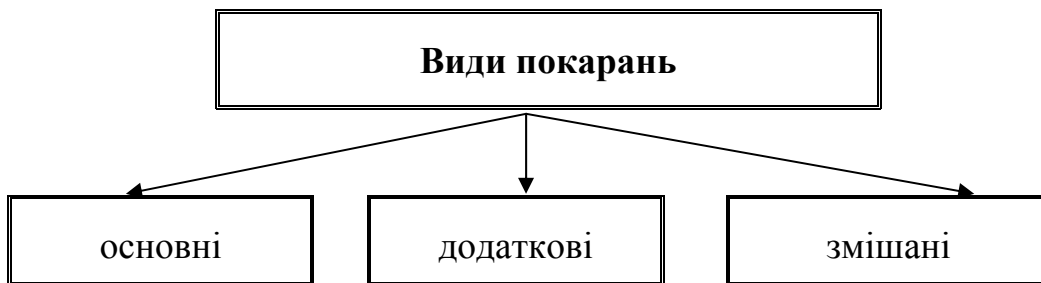 Види покарань
основні
додаткові
змішані